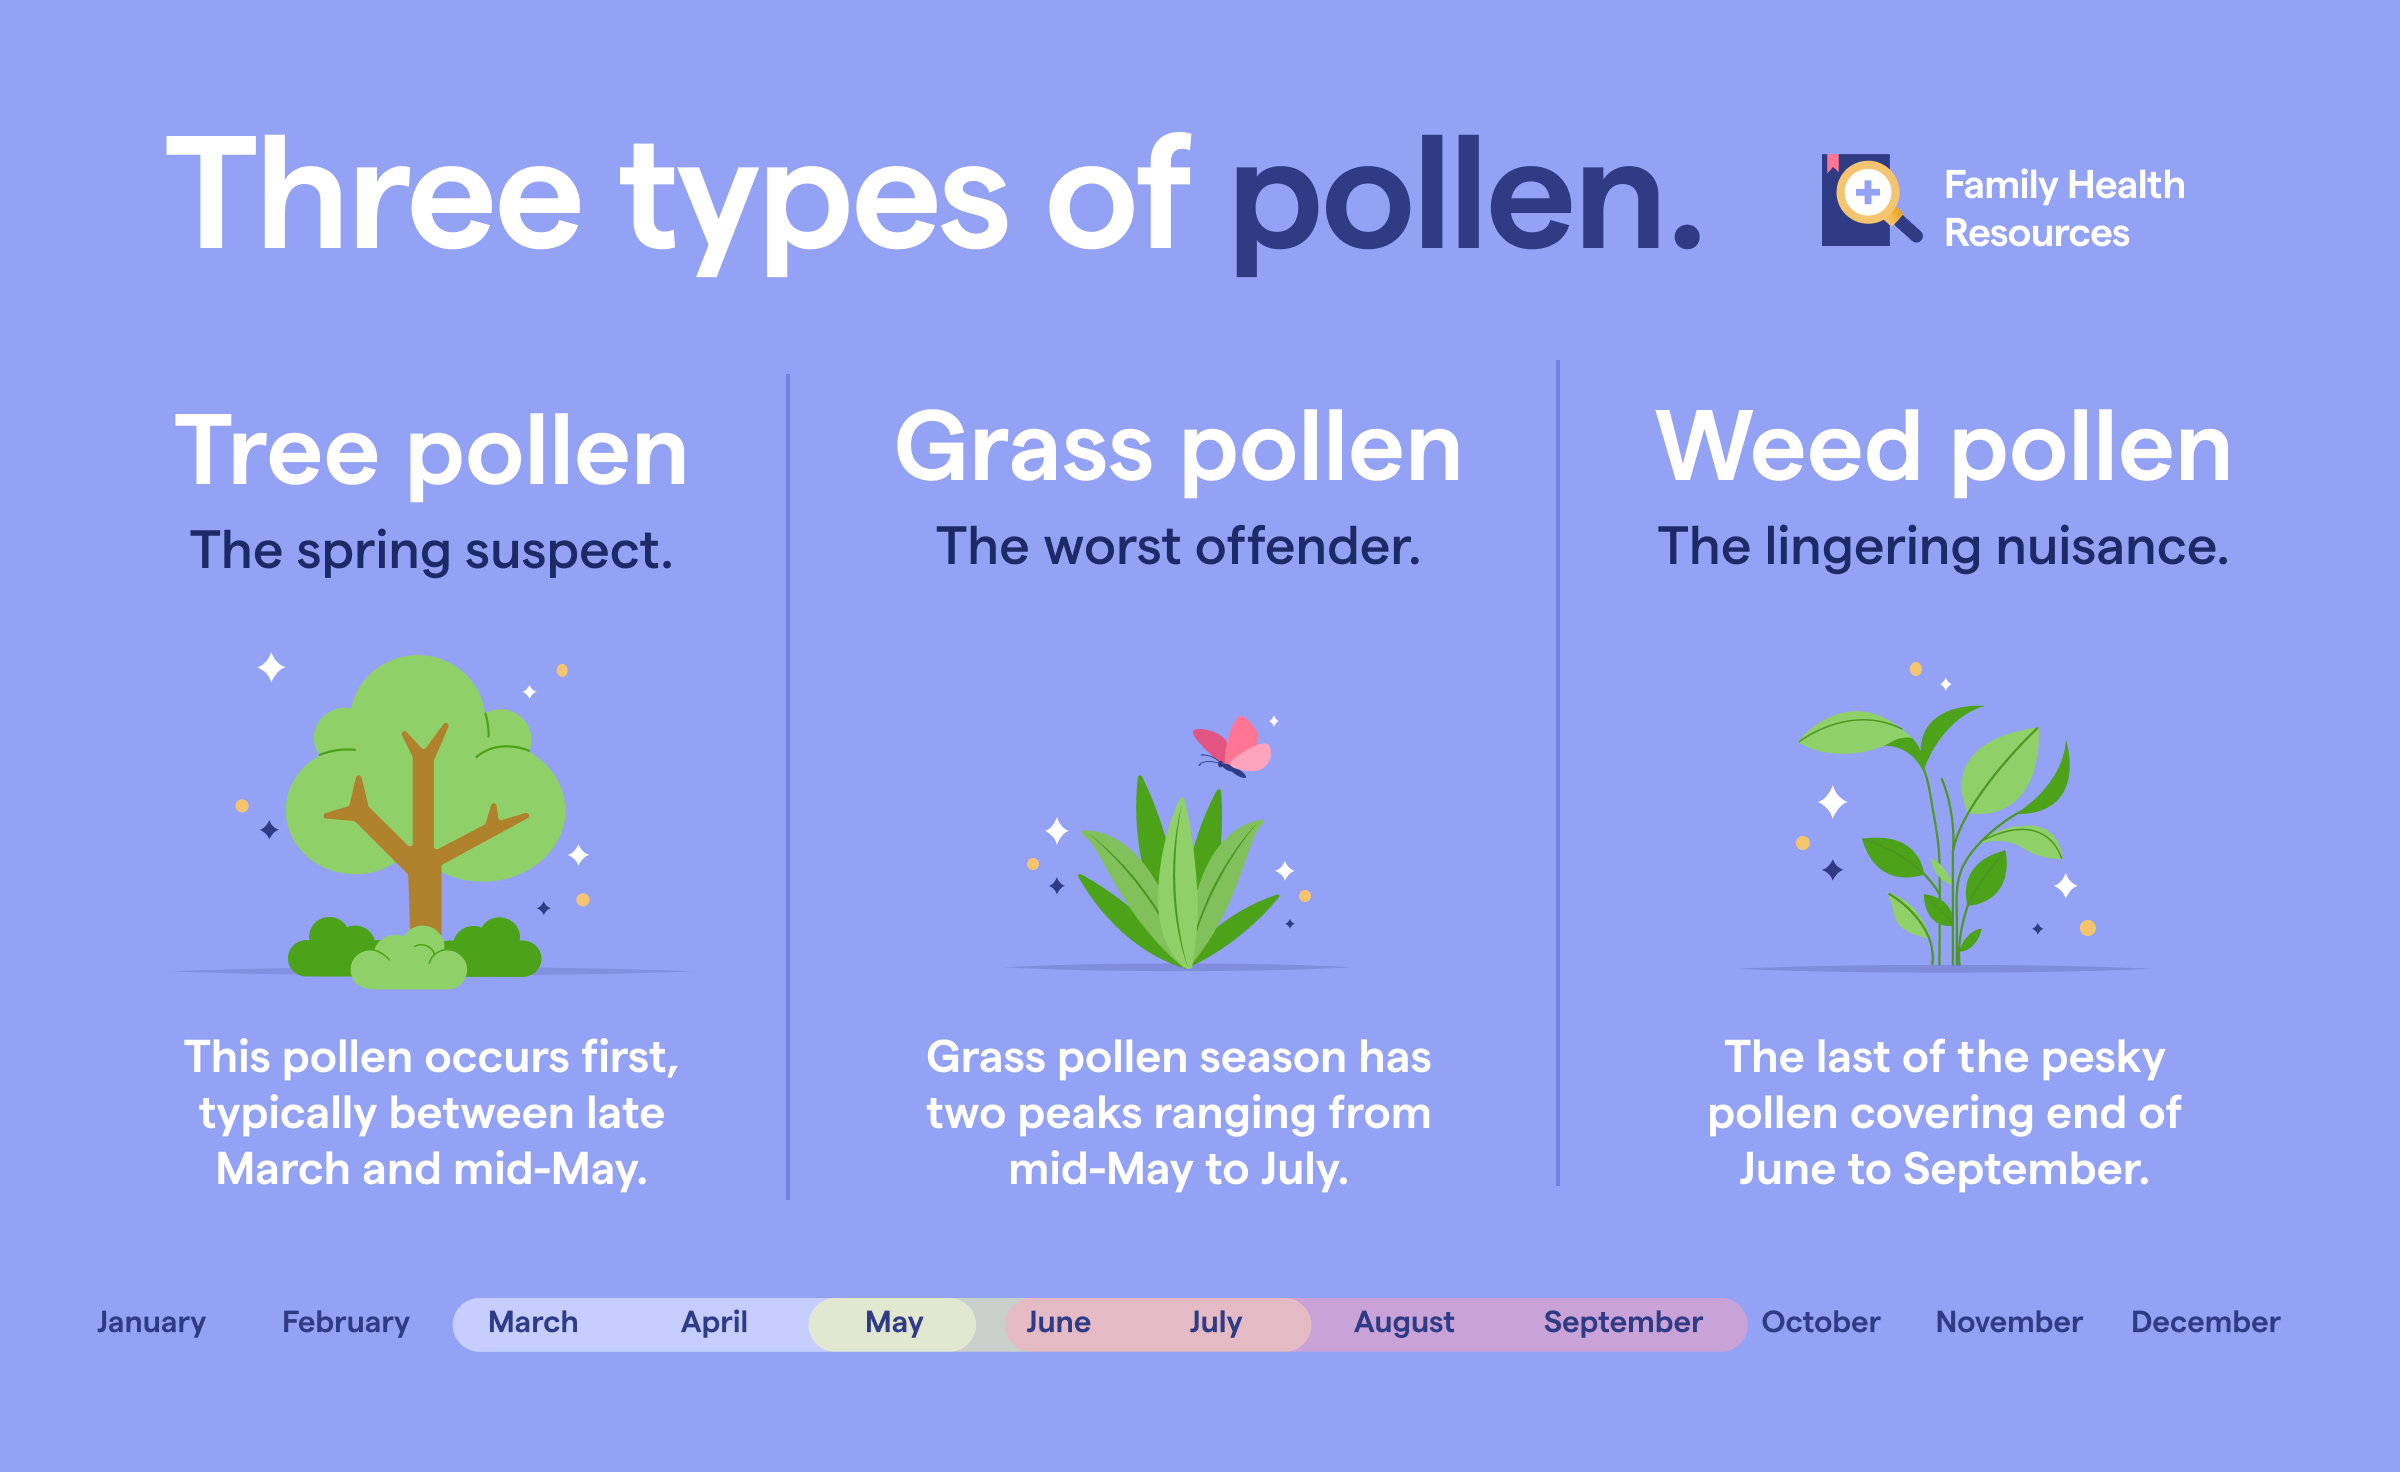 Three types of pollen.
Family Health
Resources
Tree pollen
The spring suspect.
This pollen occurs first,
typically between late
March and mid-May.
Grass pollen
The worst offender.
Grass pollen season has
two peaks ranging from
mid-May to July.
Weed pollen
The lingering nuisance.
The last of the pesky
pollen covering end of
June to September.
January February March April May June July August September October November December